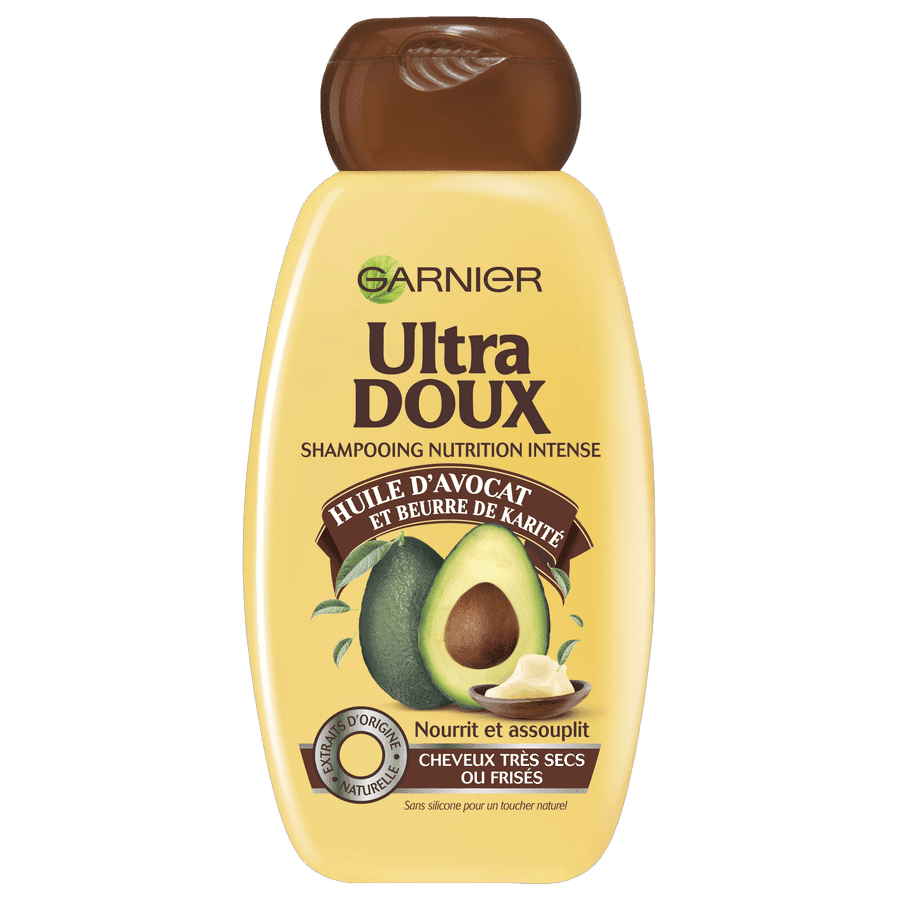 GARNIER
Ultra
DOUX
SHAMPOOING NUTRITION INTENSE
HUILE D'AVOCAT
ET BEURRE DE KARITÉ
Nourrit et assouplit
EXTRAITS D'ORIGINE
NATURELLE
CHEVEUX TRÈS SECS
OU FRISÉS
Sans silicone pour un toucher naturel